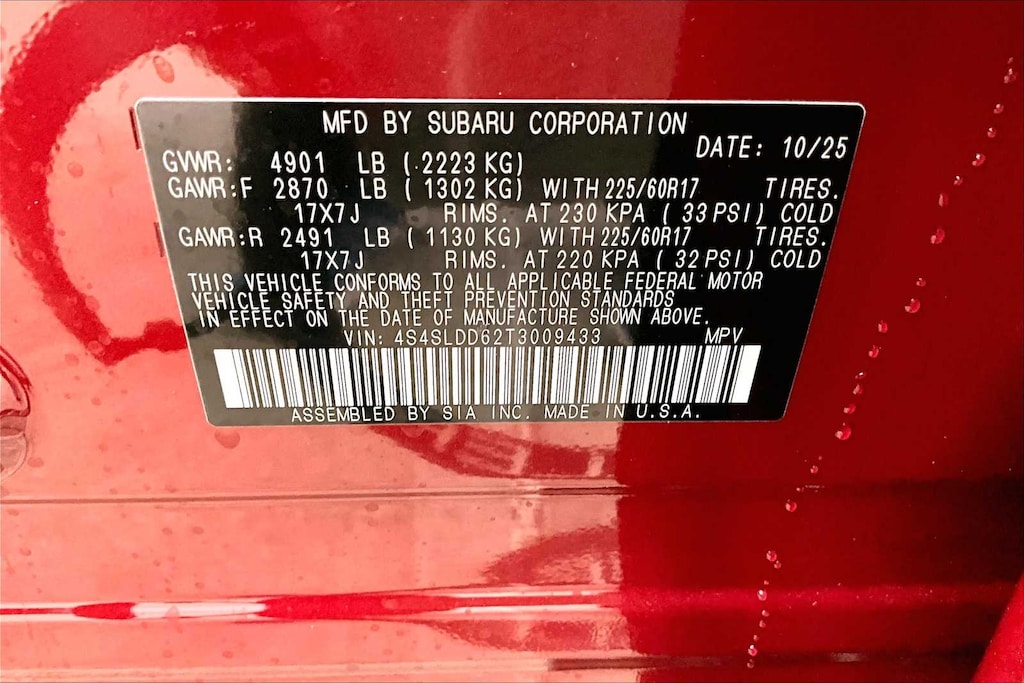 MFD BY SUBARU CORPORATION
DATE: 10/25
GVWR: 4901 LB (2223 KG)
GAWR:F 2870 LB (1302 KG) WITH 225/60R17 TIRES.
17X7J RIMS. AT 230 KPA (33 PSI) COLD
GAWR:R 2491 LB (1130 KG) WITH 225/60R17 TIRES.
17X7J RIMS. AT 220 KPA (32 PSI) COLD
THIS VEHICLE CONFORMS TO ALL APPLICABLE FEDERAL MOTOR
VEHICLE SAFETY AND THEFT PREVENTION STANDARDS
IN EFFECT ON THE DATE OF MANUFACTURE SHOWN ABOVE.
VIN: 4S4SLDD62T3009433 MPV
ASSEMBLED BY SIA INC. MADE IN U.S.A.